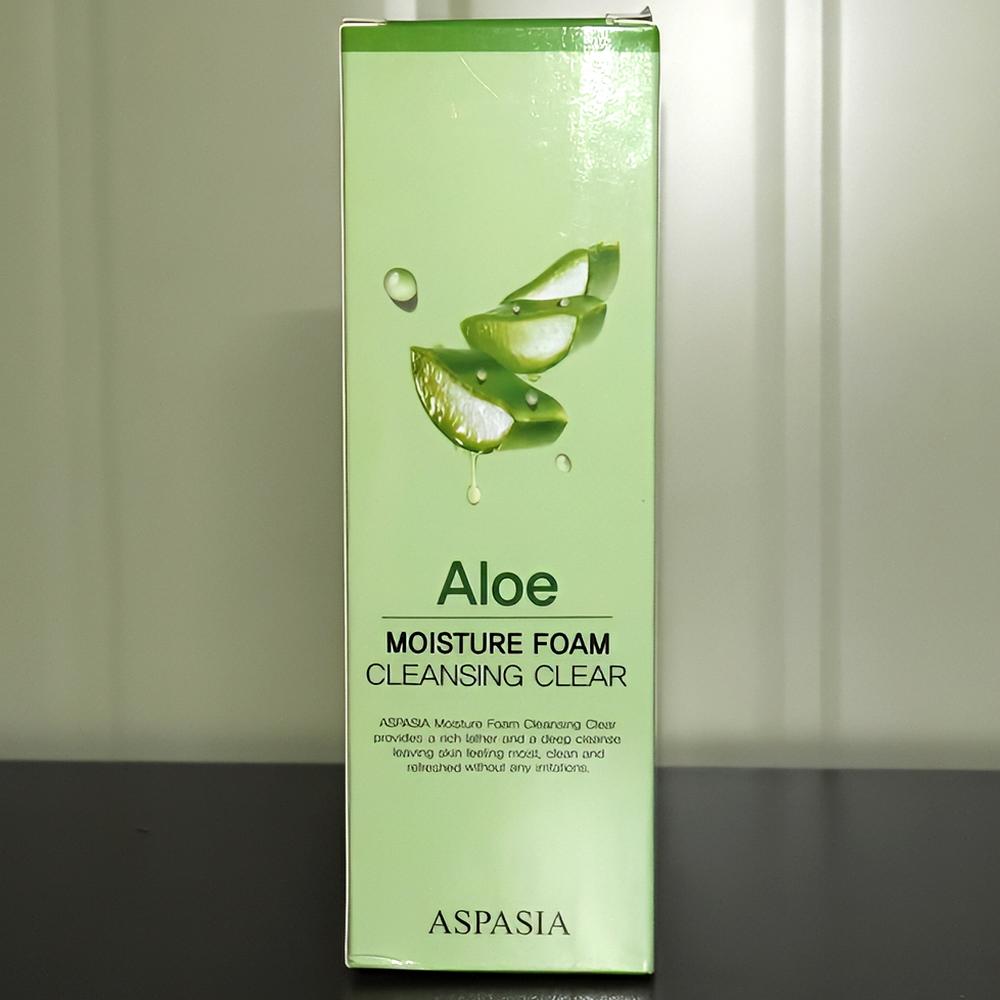 Aloe
MOISTURE FOAM
CLEANSING CLEAR
ASPASIA Moisture Foam Cleansing Clear
provides a rich lather and a deep cleanse
leaving skin feeling moist, clean and
refreshed without any irritations.
ASPASIA